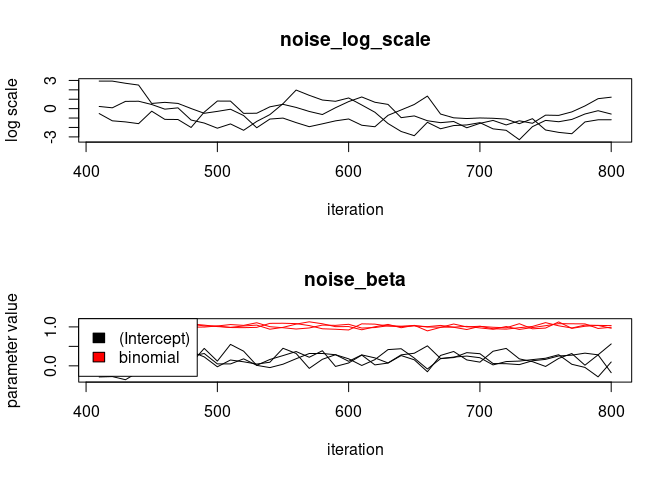 noise_log_scale
log scale
3
0
-3
400 500 600 700 800
iteration
noise_beta
parameter value
1.0
0.0
(Intercept)
binomial
400 500 600 700 800
iteration